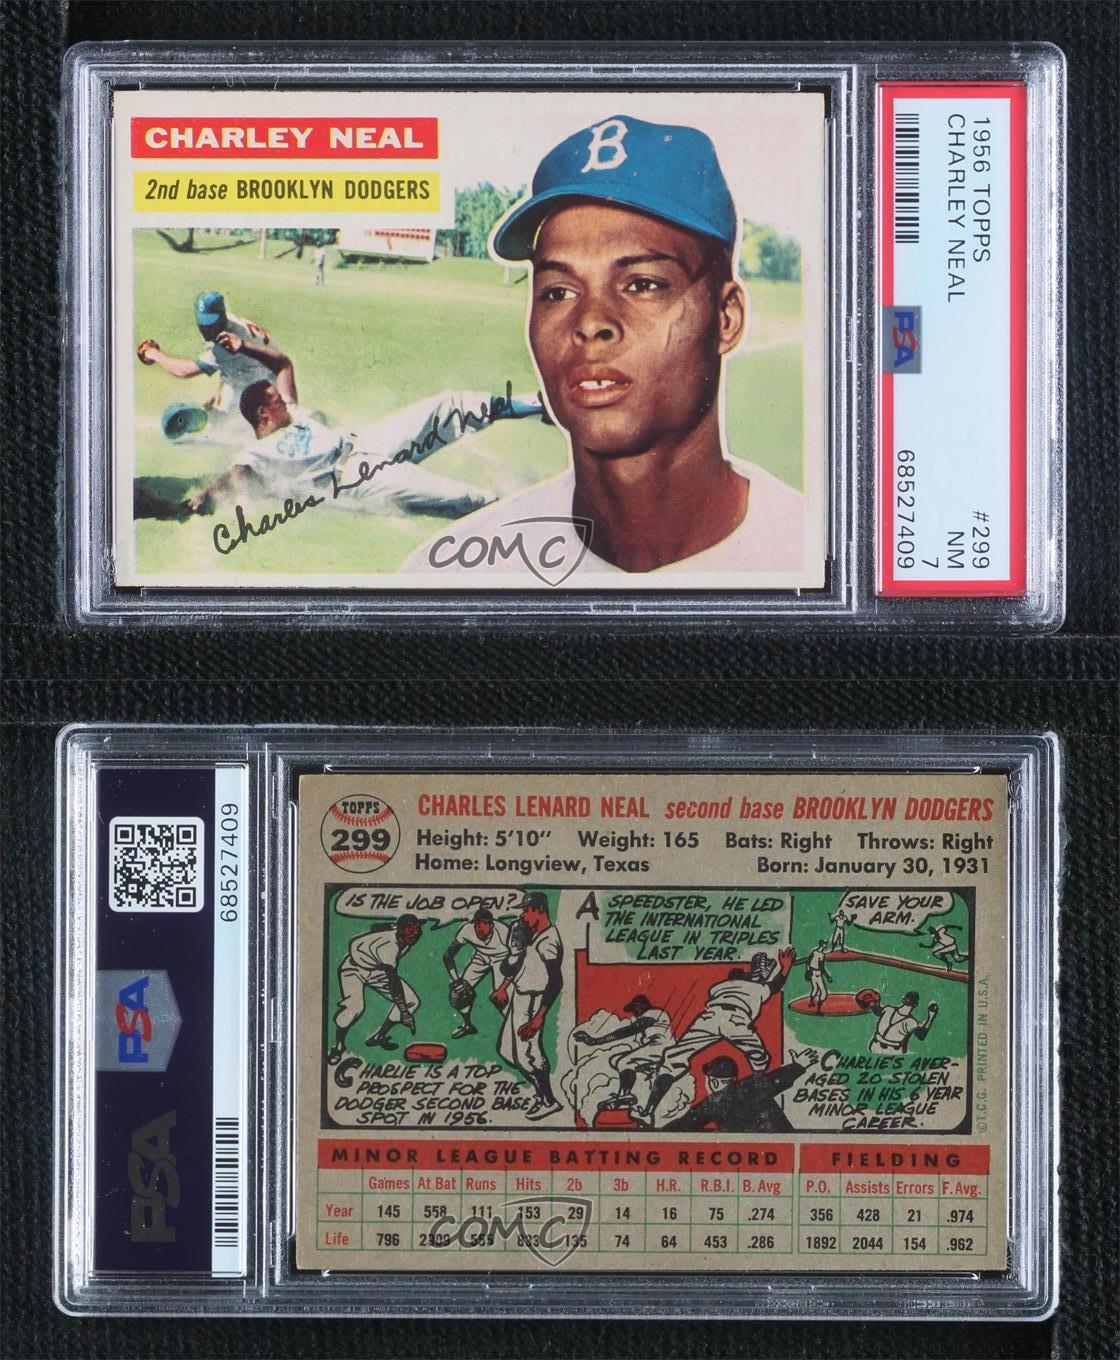 CHARLEY NEAL
2nd base BROOKLYN DODGERS
B
Charles Lenard Neal
COMC
1956 TOPPS
CHARLEY NEAL
#299
NM
7
PSA
68527409
68527409
PSA
PSA
TOPPS
299
CHARLES LENARD NEAL second base BROOKLYN DODGERS
Height: 5'10" Weight: 165 Bats: Right Throws: Right
Home: Longview, Texas Born: January 30, 1931
IS THE JOB OPEN?
CHARLIE IS A TOP
PROSPECT FOR THE
DODGER SECOND BASE
SPOT IN 1956.
A SPEEDSTER, HE LED
THE INTERNATIONAL
LEAGUE IN TRIPLES
LAST YEAR.
SAVE YOUR
ARM.
CHARLIE'S AVER-
AGED 20 STOLEN
BASES IN HIS 6 YEAR
MINOR LEAGUE
CAREER.
©T.C.G. PRINTED IN U.S.A.
MINOR LEAGUE BATTING RECORD FIELDING
Games At Bat Runs Hits 2b 3b H.R. R.B.I. B. Avg P.O. Assists Errors F. Avg.
Year 145 558 111 153 29 14 16 75 .274 356 428 21 .974
Life 796 135 74 64 453 .286 1892 2044 154 .962
COMC